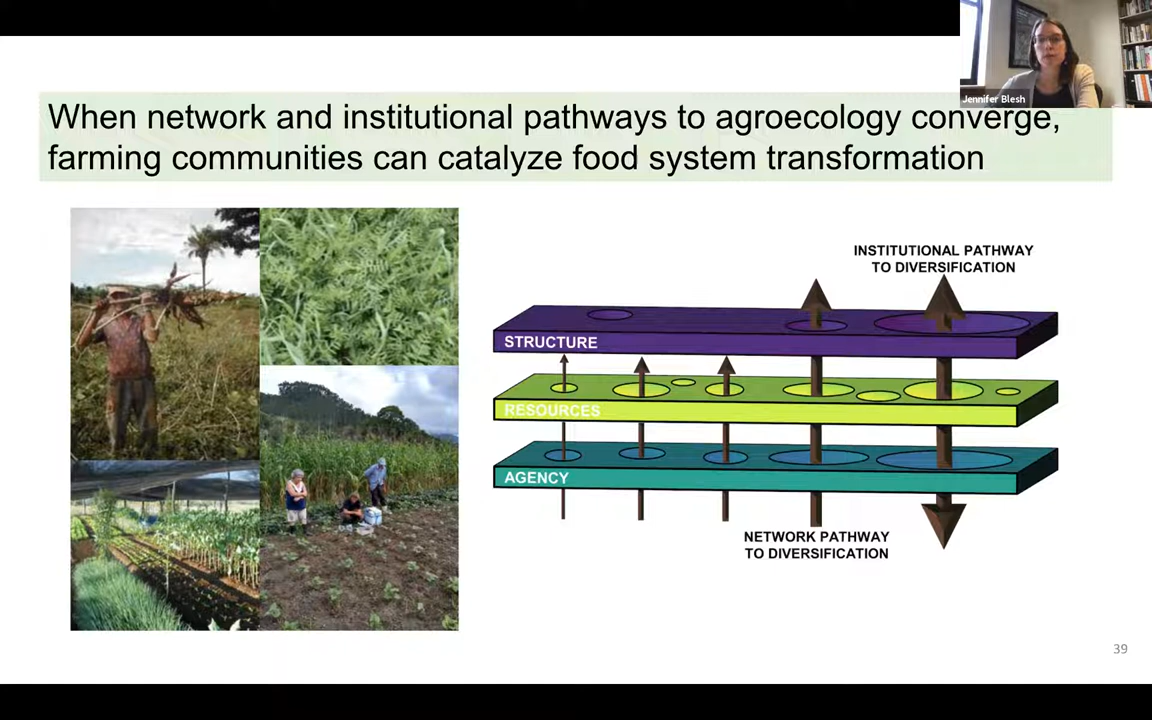 Jennifer Blesh
When network and institutional pathways to agroecology converge,
farming communities can catalyze food system transformation
INSTITUTIONAL PATHWAY
TO DIVERSIFICATION
STRUCTURE
RESOURCES
AGENCY
NETWORK PATHWAY
TO DIVERSIFICATION
39